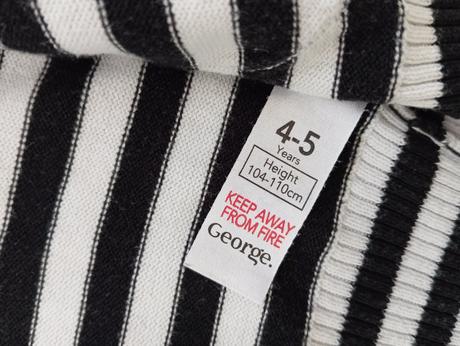 4-5
Years
Height
104-110cm
KEEP AWAY
FROM FIRE
George.